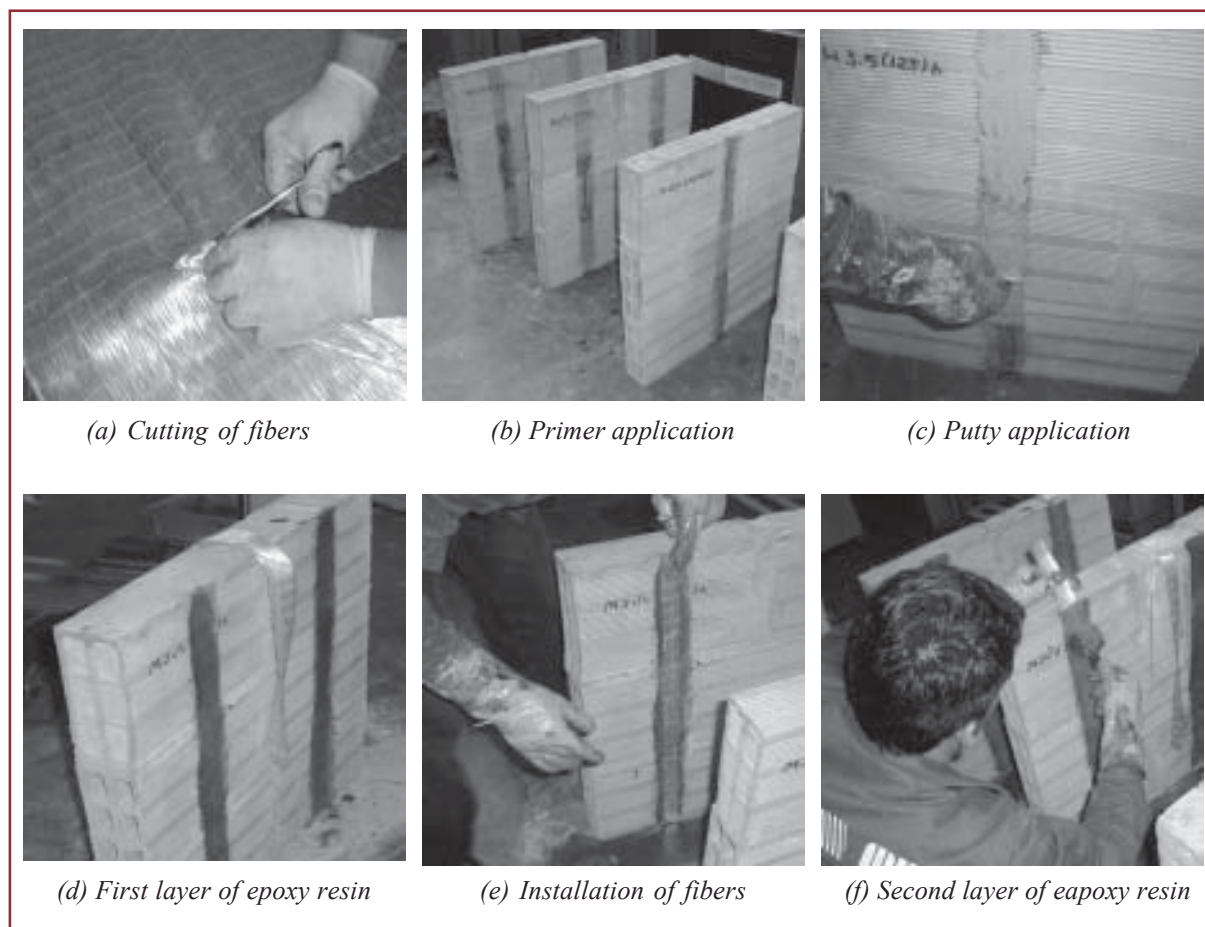 (a) Cutting of fibers
(b) Primer application
(c) Putty application
(d) First layer of epoxy resin
(e) Installation of fibers
(f) Second layer of eapoxy resin